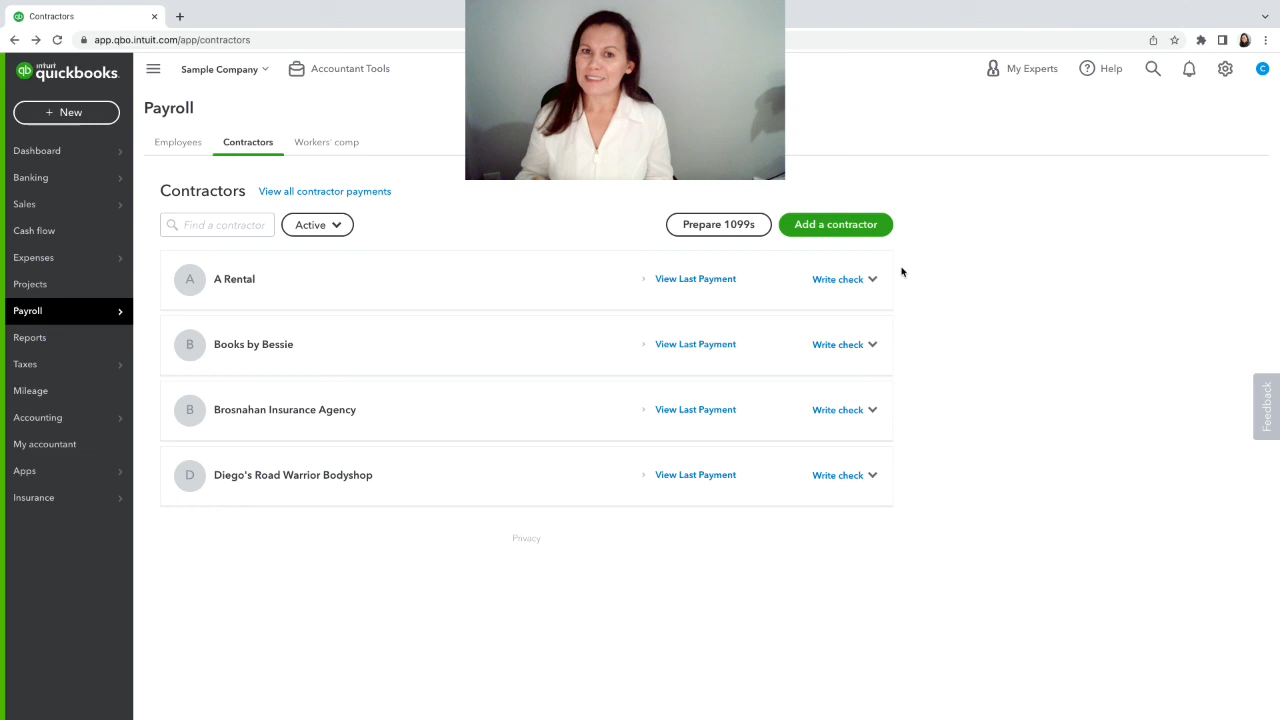 Contractors
app.qbo.intuit.com/app/contractors
intuit
quickbooks.
Sample Company
Accountant Tools
My Experts
Help
C
+ New
Payroll
Employees
Contractors
Workers' comp
Dashboard
Banking
Sales
Cash flow
Expenses
Projects
Payroll
Reports
Taxes
Mileage
Accounting
My accountant
Apps
Insurance
Contractors
View all contractor payments
Find a contractor
Active
Prepare 1099s
Add a contractor
A
A Rental
View Last Payment
Write check
B
Books by Bessie
View Last Payment
Write check
B
Brosnahan Insurance Agency
View Last Payment
Write check
D
Diego's Road Warrior Bodyshop
View Last Payment
Write check
Privacy
Feedback